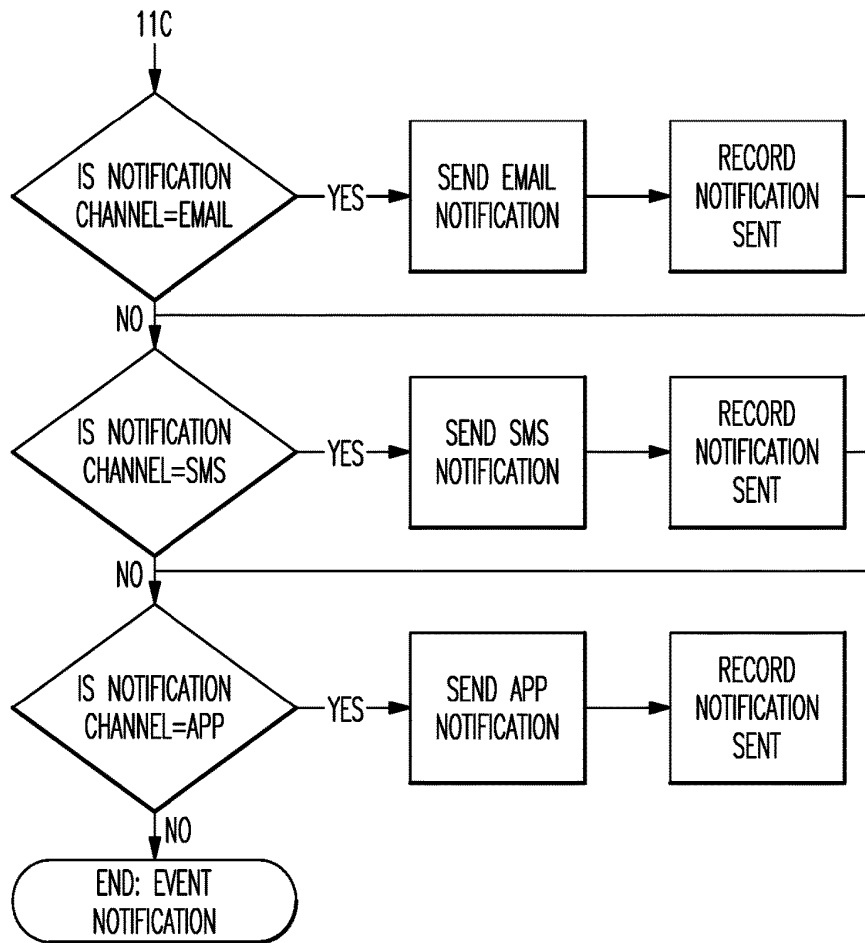 11C
IS NOTIFICATION
CHANNEL=EMAIL
YES
SEND EMAIL
NOTIFICATION
RECORD
NOTIFICATION
SENT
NO
IS NOTIFICATION
CHANNEL=SMS
YES
SEND SMS
NOTIFICATION
RECORD
NOTIFICATION
SENT
NO
IS NOTIFICATION
CHANNEL=APP
YES
SEND APP
NOTIFICATION
RECORD
NOTIFICATION
SENT
NO
END: EVENT
NOTIFICATION